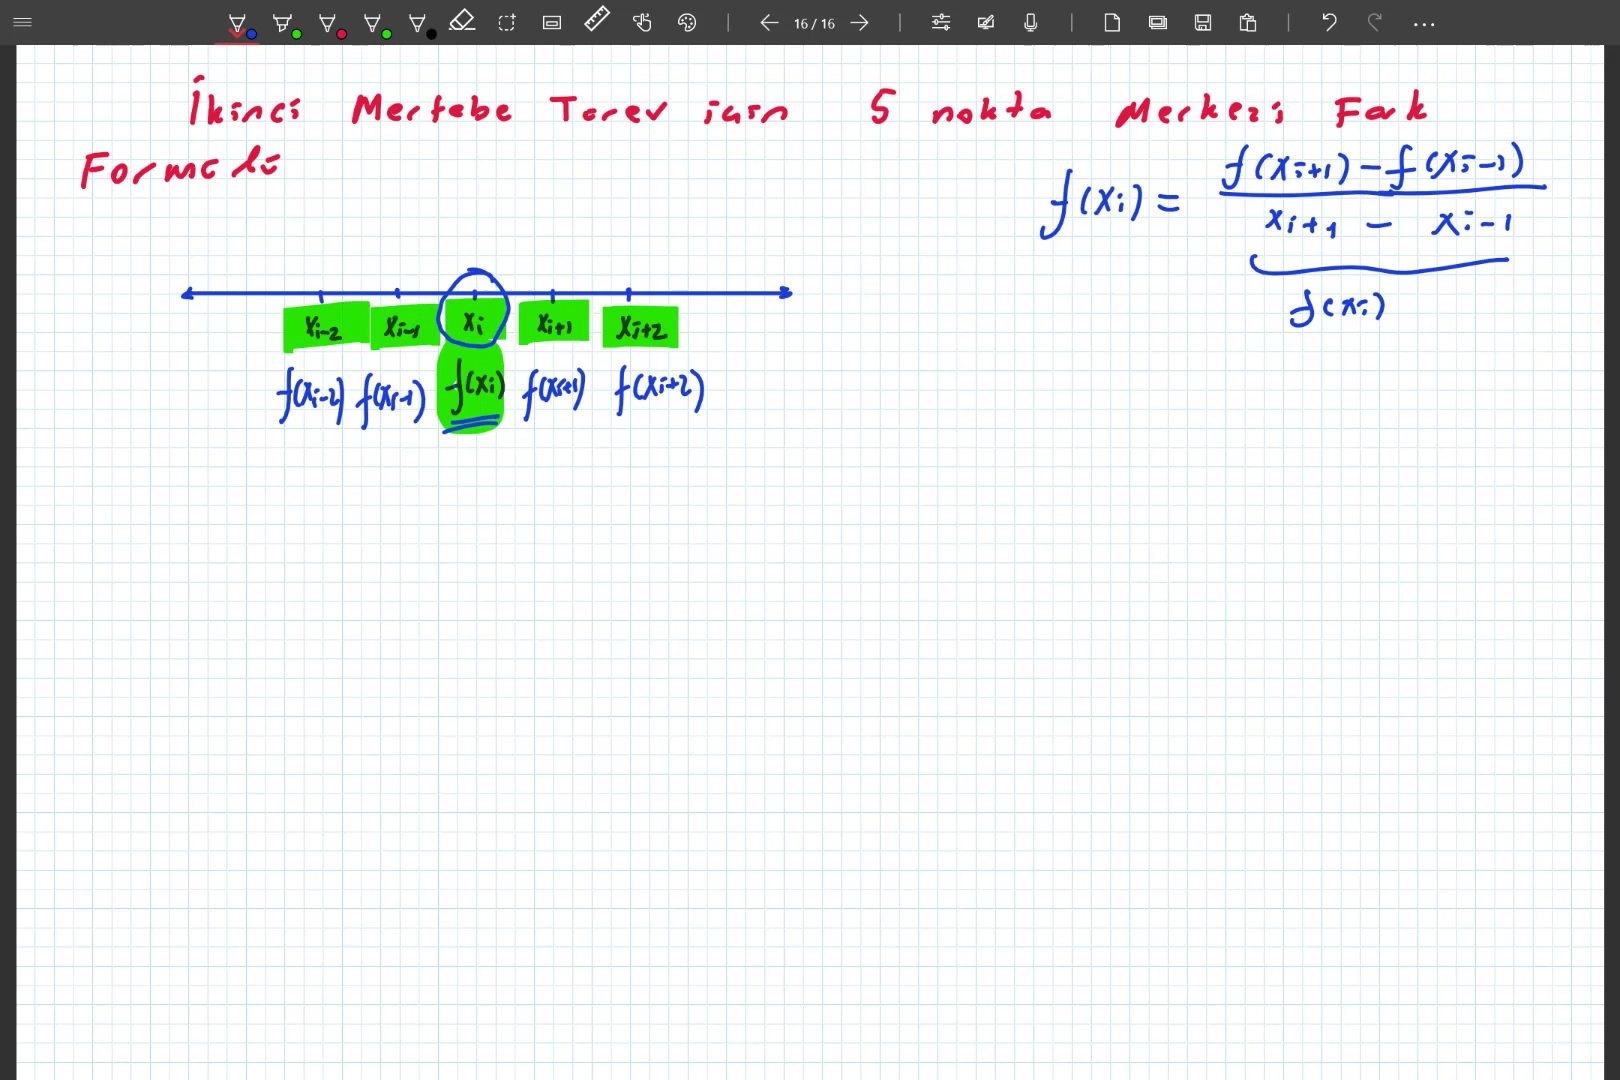 16 / 16
İkinci Mertebe Türev için 5 nokta Merkezi Fark
Formülü
f(xi) = f(xi+1) - f(xi-1)
xi+1 - xi-1
f(xi)
xi-2 xi-1 xi xi+1 xi+2
f(xi-2) f(xi-1) f(xi) f(xi+1) f(xi+2)